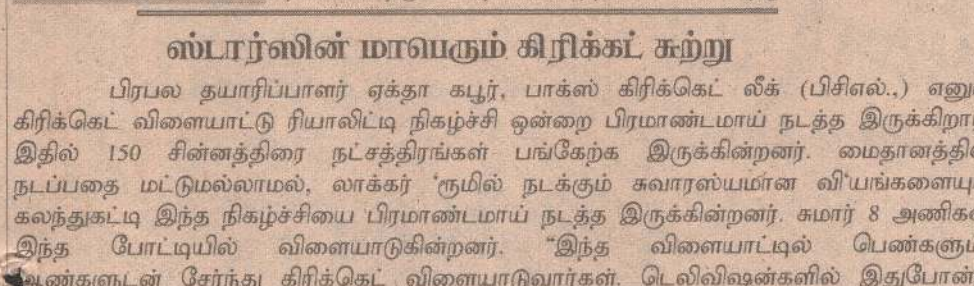 ஸ்டார்ஸின் மாபெரும் கிரிக்கட் சுற்று
பிரபல தயாரிப்பாளர் ஏக்தா கபூர், பாக்ஸ் கிரிக்கெட் லீக் (பிசிஎல்.,) எனு
கிரிக்கெட் விளையாட்டு ரியாலிட்டி நிகழ்ச்சி ஒன்றை பிரமாண்டமாய் நடத்த இருக்கிறா
இதில் 150 சின்னத்திரை நட்சத்திரங்கள் பங்கேற்க இருக்கின்றனர். மைதானத்தி
நடப்பதை மட்டுமல்லாமல், லாக்கர் 'ரூமில் நடக்கும் சுவாரஸ்யமான வி'யங்களையு
கலந்துகட்டி இந்த நிகழ்ச்சியை பிரமாண்டமாய் நடத்த இருக்கின்றனர். சுமார் 8 அணிக
இந்த போட்டியில் விளையாடுகின்றனர். "இந்த விளையாட்டில் பெண்களு
ஆண்களுடன் சேர்ந்து கிரிக்கெட் விளையாடுவார்கள். டெலிவிஷன்களில் இதுபோன்